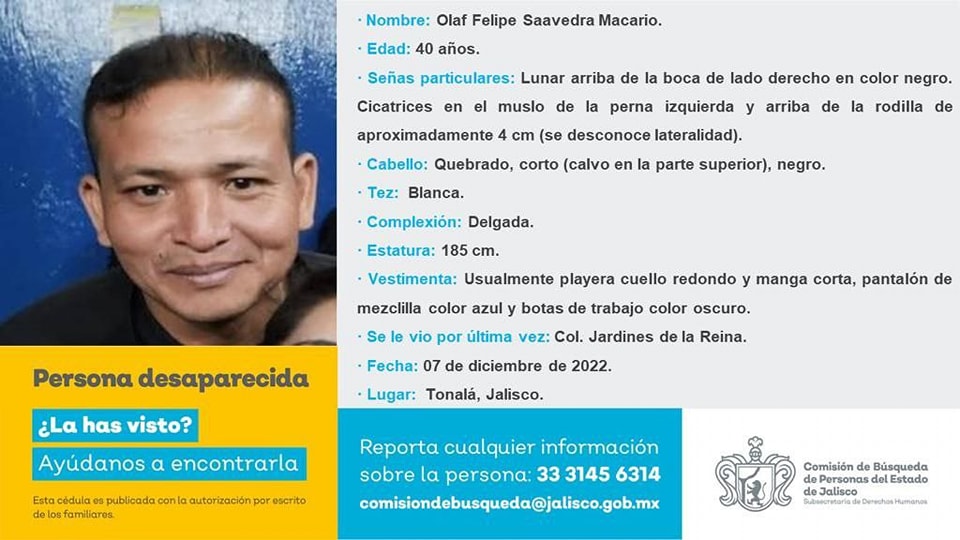 · Nombre: Olaf Felipe Saavedra Macario.
· Edad: 40 años.
· Señas particulares: Lunar arriba de la boca de lado derecho en color negro.
Cicatrices en el muslo de la perna izquierda y arriba de la rodilla de
aproximadamente 4 cm (se desconoce lateralidad).
· Cabello: Quebrado, corto (calvo en la parte superior), negro.
· Tez: Blanca.
· Complexión: Delgada.
· Estatura: 185 cm.
· Vestimenta: Usualmente playera cuello redondo y manga corta, pantalón de
mezclilla color azul y botas de trabajo color oscuro.
· Se le vio por última vez: Col. Jardines de la Reina.
· Fecha: 07 de diciembre de 2022.
· Lugar: Tonalá, Jalisco.
Persona desaparecida
¿La has visto?
Ayúdanos a encontrarla
Esta cédula es publicada con la autorización por escrito
de los familiares.
Reporta cualquier información
sobre la persona: 33 3145 6314
comisiondebusqueda@jalisco.gob.mx
Comisión de Búsqueda
de Personas del Estado
de Jalisco
Subsecretaría de Derechos Humanos